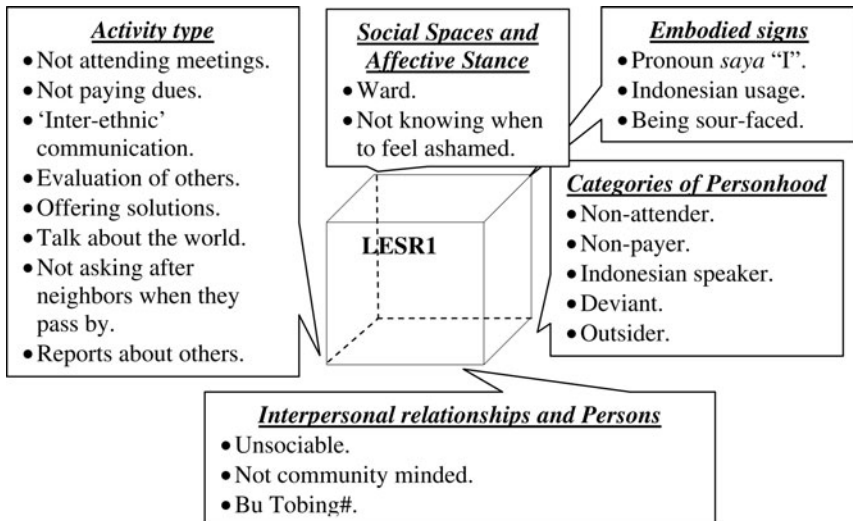 Activity type
• Not attending meetings.
• Not paying dues.
• ‘Inter-ethnic’
communication.
• Evaluation of others.
• Offering solutions.
• Talk about the world.
• Not asking after
neighbors when they
pass by.
• Reports about others.
Social Spaces and
Affective Stance
• Ward.
• Not knowing when
to feel ashamed.
Embodied signs
• Pronoun saya “I”.
• Indonesian usage.
• Being sour-faced.
Categories of Personhood
• Non-attender.
• Non-payer.
• Indonesian speaker.
• Deviant.
• Outsider.
LESR1
Interpersonal relationships and Persons
• Unsociable.
• Not community minded.
• Bu Tobing#.